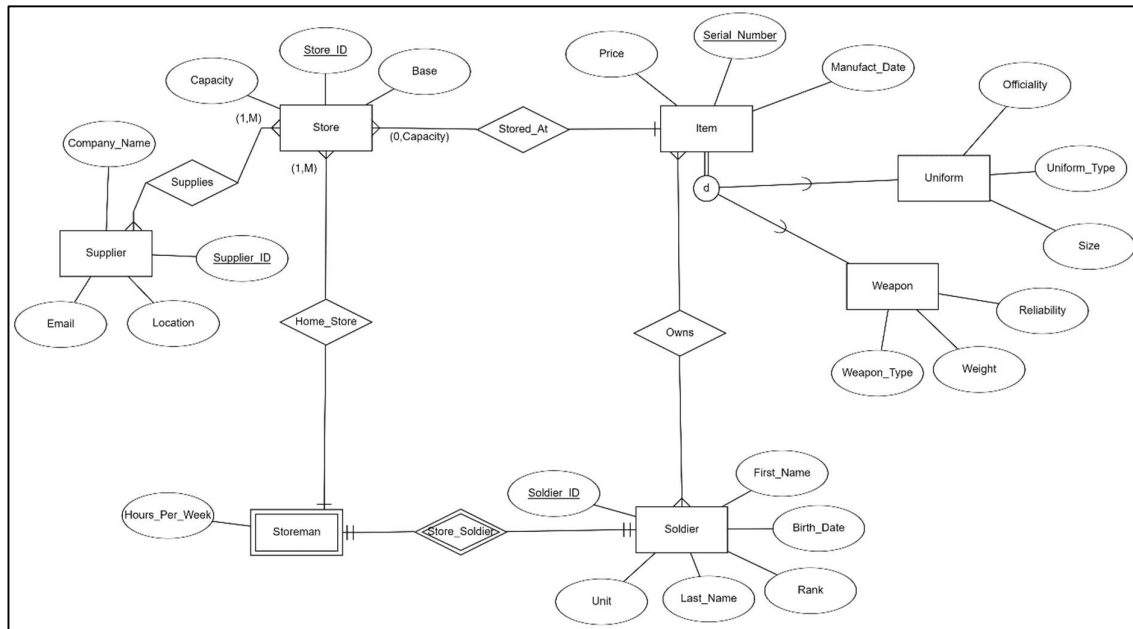 Store_ID
Serial_Number
Price
Capacity
Base
Manufact_Date
Officiality
(1,M)
Store
Stored_At
Item
(0,Capacity)
Company_Name
(1,M)
Supplies
Uniform_Type
Uniform
d
Supplier
Supplier_ID
Size
Weapon
Email
Location
Home_Store
Owns
Reliability
Weapon_Type
Weight
First_Name
Soldier_ID
Hours_Per_Week
Storeman
Store_Soldier
Soldier
Birth_Date
Unit
Last_Name
Rank